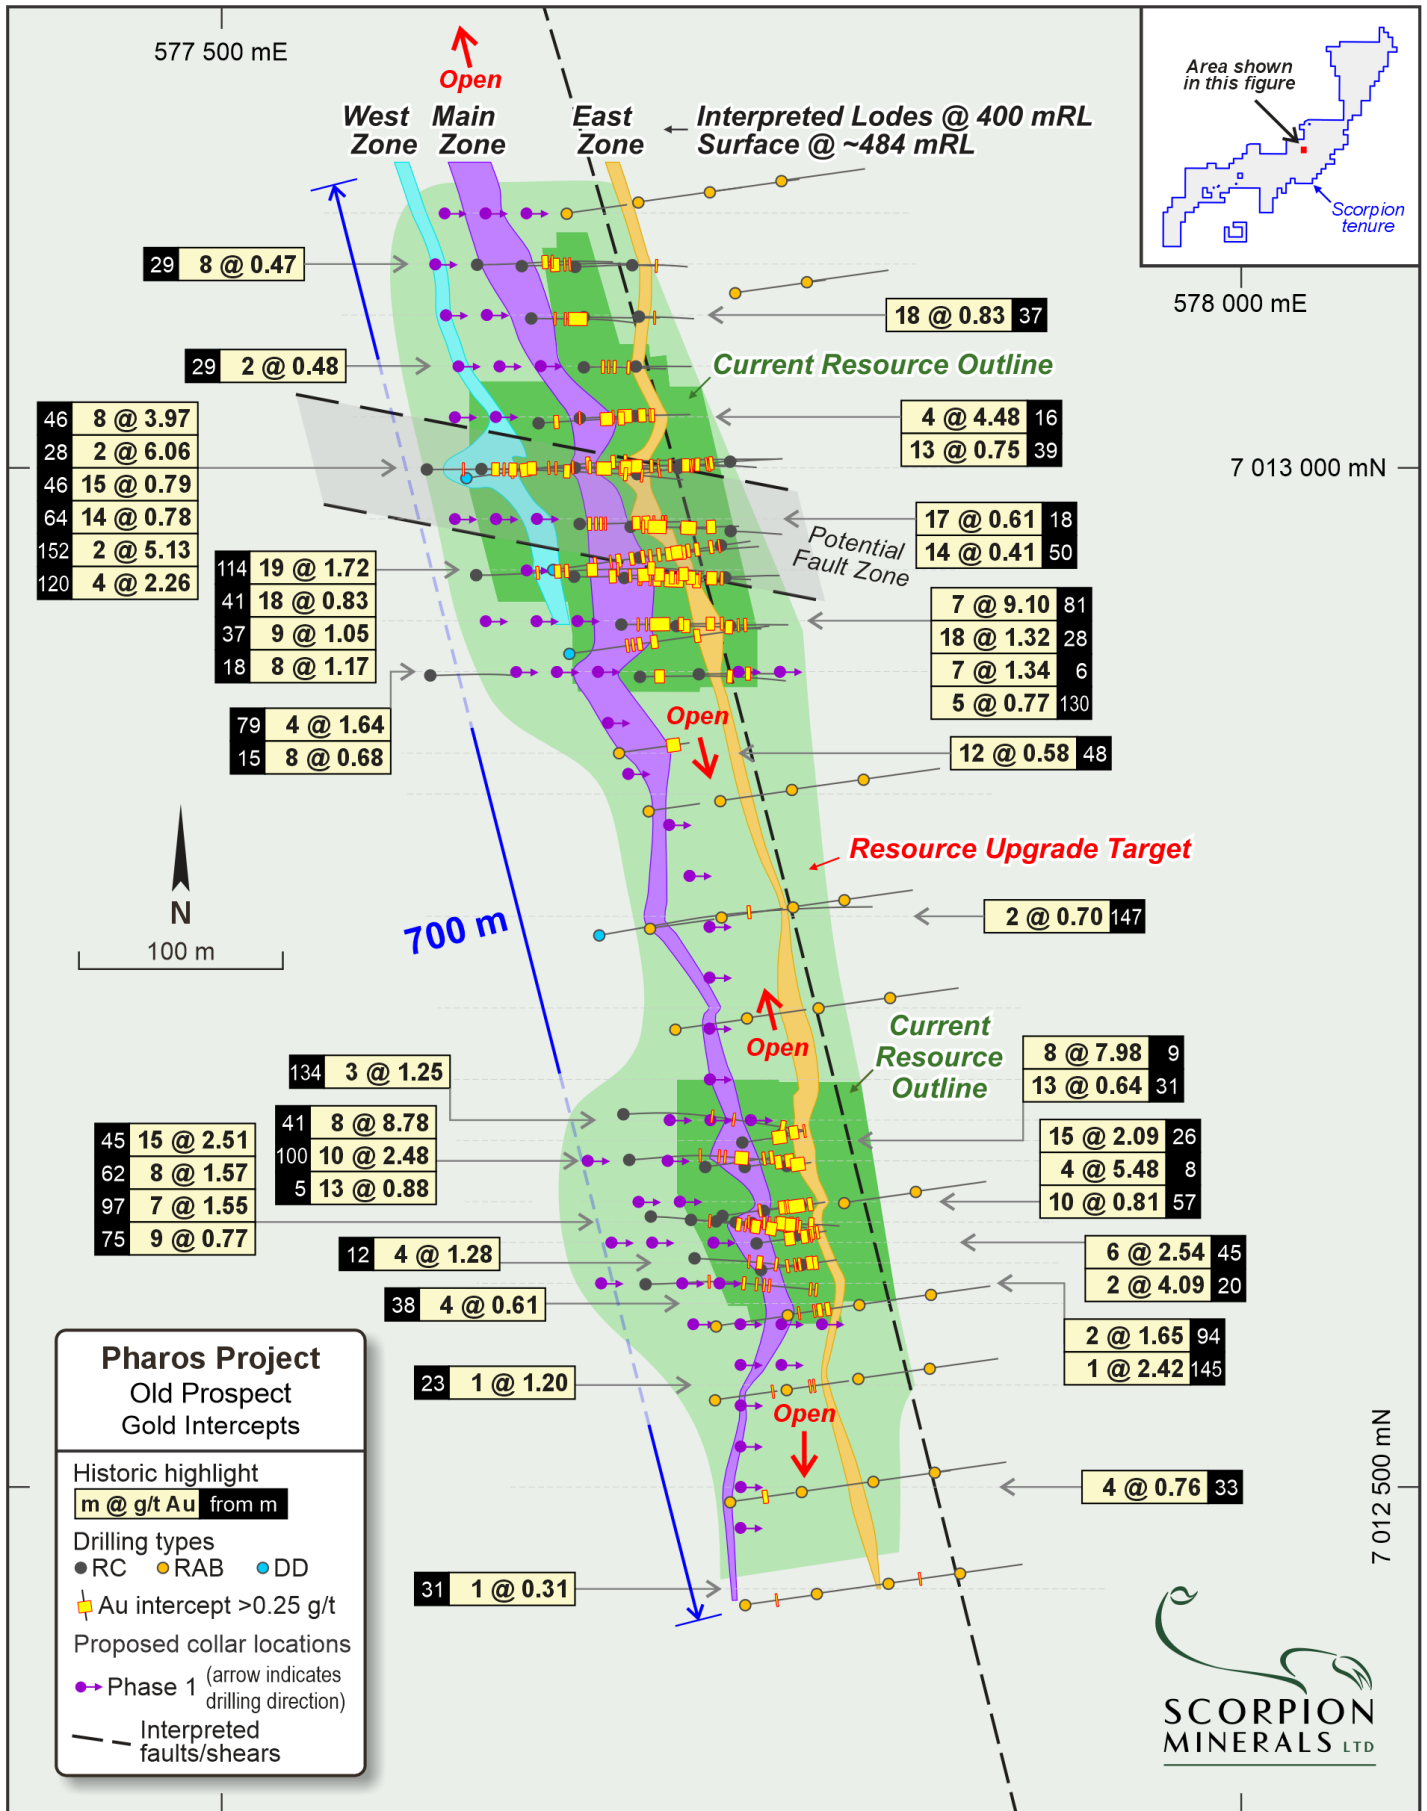 577 500 mE
Open
West Zone
Main Zone
East Zone
Interpreted Lodes @ 400 mRL
Surface @ ~484 mRL
Area shown
in this figure
Scorpion
tenure
578 000 mE
29 8 @ 0.47
18 @ 0.83 37
29 2 @ 0.48
Current Resource Outline
46 8 @ 3.97
28 2 @ 6.06
46 15 @ 0.79
64 14 @ 0.78
152 2 @ 5.13
120 4 @ 2.26
4 @ 4.48 16
13 @ 0.75 39
7 013 000 mN
17 @ 0.61 18
14 @ 0.41 50
Potential
Fault Zone
114 19 @ 1.72
41 18 @ 0.83
37 9 @ 1.05
18 8 @ 1.17
7 @ 9.10 81
18 @ 1.32 28
7 @ 1.34 6
5 @ 0.77 130
79 4 @ 1.64
15 8 @ 0.68
Open
12 @ 0.58 48
Resource Upgrade Target
N
100 m
700 m
2 @ 0.70 147
Open
Current
Resource
Outline
8 @ 7.98 9
13 @ 0.64 31
134 3 @ 1.25
41 8 @ 8.78
100 10 @ 2.48
5 13 @ 0.88
45 15 @ 2.51
62 8 @ 1.57
97 7 @ 1.55
75 9 @ 0.77
15 @ 2.09 26
4 @ 5.48 8
10 @ 0.81 57
12 4 @ 1.28
6 @ 2.54 45
2 @ 4.09 20
38 4 @ 0.61
2 @ 1.65 94
1 @ 2.42 145
23 1 @ 1.20
Open
4 @ 0.76 33
7 012 500 mN
31 1 @ 0.31
Pharos Project
Old Prospect
Gold Intercepts
Historic highlight
m @ g/t Au from m
Drilling types
RC RAB DD
Au intercept >0.25 g/t
Proposed collar locations
Phase 1 (arrow indicates
drilling direction)
Interpreted
faults/shears
SCORPION
MINERALS LTD